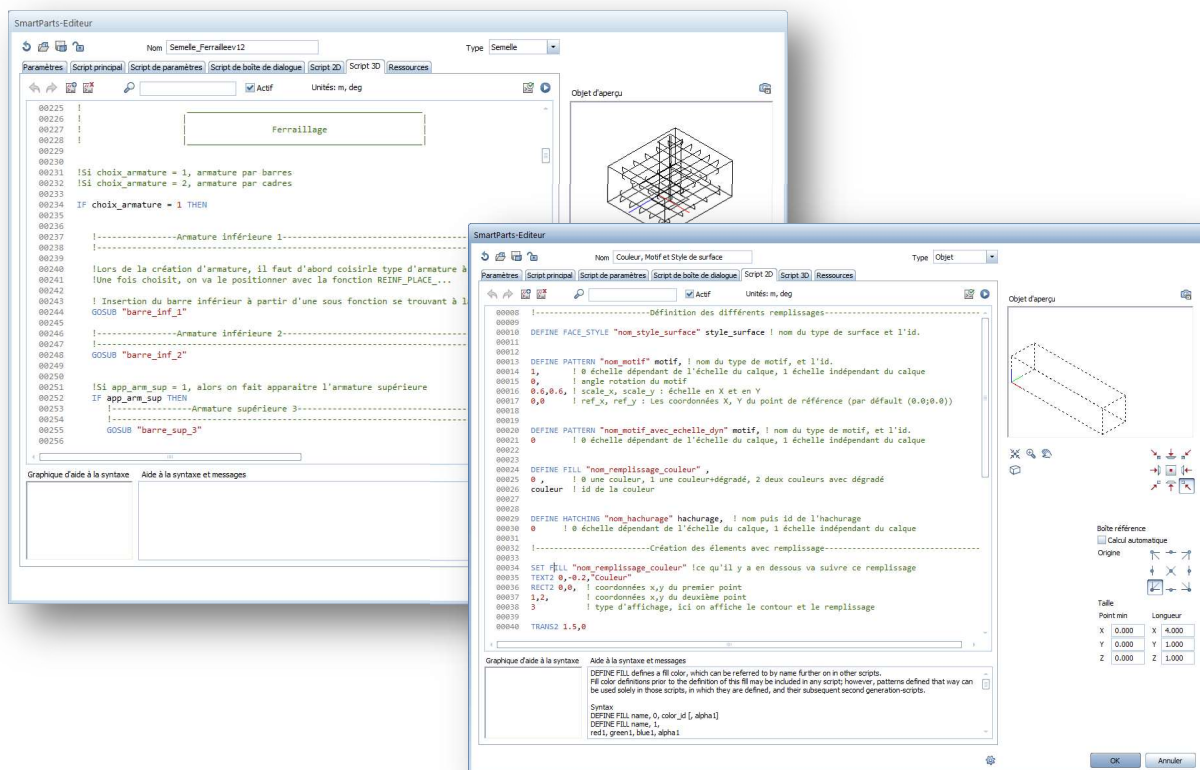 SmartParts-Editeur
Nom Semelle_Ferrailleev12 Type Semelle
Paramètres Script principal Script de paramètres Script de boîte de dialogue Script 2D Script 3D Ressources
Actif Unités: m, deg
Objet d'aperçu
00225 !
00226 !
00227 ! Ferraillage
00228 !
00229
00230
00231 !Si choix_armature = 1, armature par barres
00232 !Si choix_armature = 2, armature par cadres
00233
00234 IF choix_armature = 1 THEN
00235
00236
00237 !----------------Armature inférieure 1------------------------------------
00238 !--------------------------------------------------------------------------
00239
00240 !Lors de la création d'armature, il faut d'abord coisirle type d'armature à
00241 !Une fois choisit, on va le positionner avec la fonction REINF_PLACE_...
00242
00243 ! Insertion du barre inférieur à partir d'une sous fonction se trouvant à l
00244 GOSUB "barre_inf_1"
00245
00246 !----------------Armature inférieure 2------------------------------------
00247 !--------------------------------------------------------------------------
00248 GOSUB "barre_inf_2"
00249
00250
00251 !Si app_arm_sup = 1, alors on fait apparaitre l'armature supérieure
00252 IF app_arm_sup THEN
00253 !----------------Armature supérieure 3------------------------------------
00254 !--------------------------------------------------------------------------
00255 GOSUB "barre_sup_3"
00256
Graphique d'aide à la syntaxe Aide à la syntaxe et messages
SmartParts-Editeur
Nom Couleur, Motif et Style de surface Type Objet
Paramètres Script principal Script de paramètres Script de boîte de dialogue Script 2D Script 3D Ressources
Actif Unités: m, deg
Objet d'aperçu
00008 !-----------------------Définition des différents remplissages--------------------------------
00009
00010 DEFINE FACE_STYLE "nom_style_surface" style_surface ! nom du type de surface et l'id.
00011
00012
00013 DEFINE PATTERN "nom_motif" motif, ! nom du type de motif, et l'id.
00014 1, ! 0 échelle dépendant de l'échelle du calque, 1 échelle indépendant du calque
00015 0, ! angle rotation du motif
00016 0.6,0.6, ! scale_x, scale_y : échelle en X et en Y
00017 0,0 ! ref_x, ref_y : Les coordonnées X, Y du point de référence (par défault (0.0;0.0))
00018
00019
00020 DEFINE PATTERN "nom_motif_avec_echelle_dyn" motif, ! nom du type de motif, et l'id.
00021 0 ! 0 échelle dépendant de l'échelle du calque, 1 échelle indépendant du calque
00022
00023
00024 DEFINE FILL "nom_remplissage_couleur" ,
00025 0 , ! 0 une couleur, 1 une couleur+dégradé, 2 deux couleurs avec dégradé
00026 couleur ! id de la couleur
00027
00028
00029 DEFINE HATCHING "nom_hachurage" hachurage, ! nom puis id de l'hachurage
00030 0 ! 0 échelle dépendant de l'échelle du calque, 1 échelle indépendant du calque
00031
00032 !-----------------------Création des élements avec remplissage--------------------------------
00033
00034 SET FILL "nom_remplissage_couleur" !ce qu'il y a en dessous va suivre ce remplissage
00035 TEXT2 0,-0.2,"Couleur"
00036 RECT2 0,0, ! coordonnées x,y du premier point
00037 1,2, ! coordonnées x,y du deuxième point
00038 3 ! type d'affichage, ici on affiche le contour et le remplissage
00039
00040 TRANS2 1.5,0
Graphique d'aide à la syntaxe Aide à la syntaxe et messages
DEFINE FILL defines a fill color, which can be referred to by name further on in other scripts.
Fill color definitions prior to the definition of this fill may be included in any script; however, patterns defined that way can
be used solely in those scripts, in which they are defined, and their subsequent second generation-scripts.
Syntax
DEFINE FILL name, 0, color_id [, alpha1]
DEFINE FILL name, 1,
red1, green1, blue1, alpha1
Boîte référence
Calcul automatique
Origine
Taille
Point min Longueur
X 0.000 X 4.000
Y 0.000 Y 1.000
Z 0.000 Z 1.000
OK Annuler